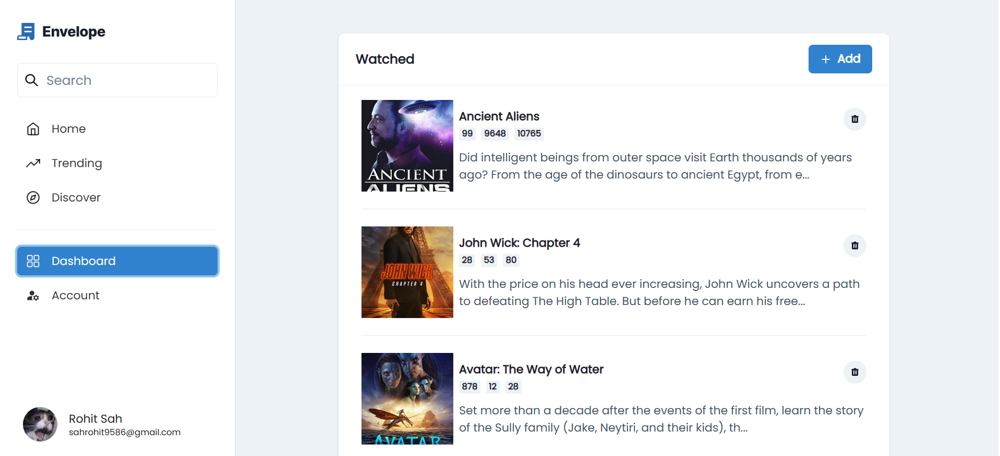 Envelope
Search
Home
Trending
Discover
Dashboard
Account
Rohit Sah
sahrohit9586@gmail.com
Watched
Add
ANCIENT
ALIENS
Ancient Aliens
99 9648 10765
Did intelligent beings from outer space visit Earth thousands of years
ago? From the age of the dinosaurs to ancient Egypt, from e...
JOHN WICK
CHAPTER 4
John Wick: Chapter 4
28 53 80
With the price on his head ever increasing, John Wick uncovers a path
to defeating The High Table. But before he can earn his free...
AVATAR
Avatar: The Way of Water
878 12 28
Set more than a decade after the events of the first film, learn the story
of the Sully family (Jake, Neytiri, and their kids), th...